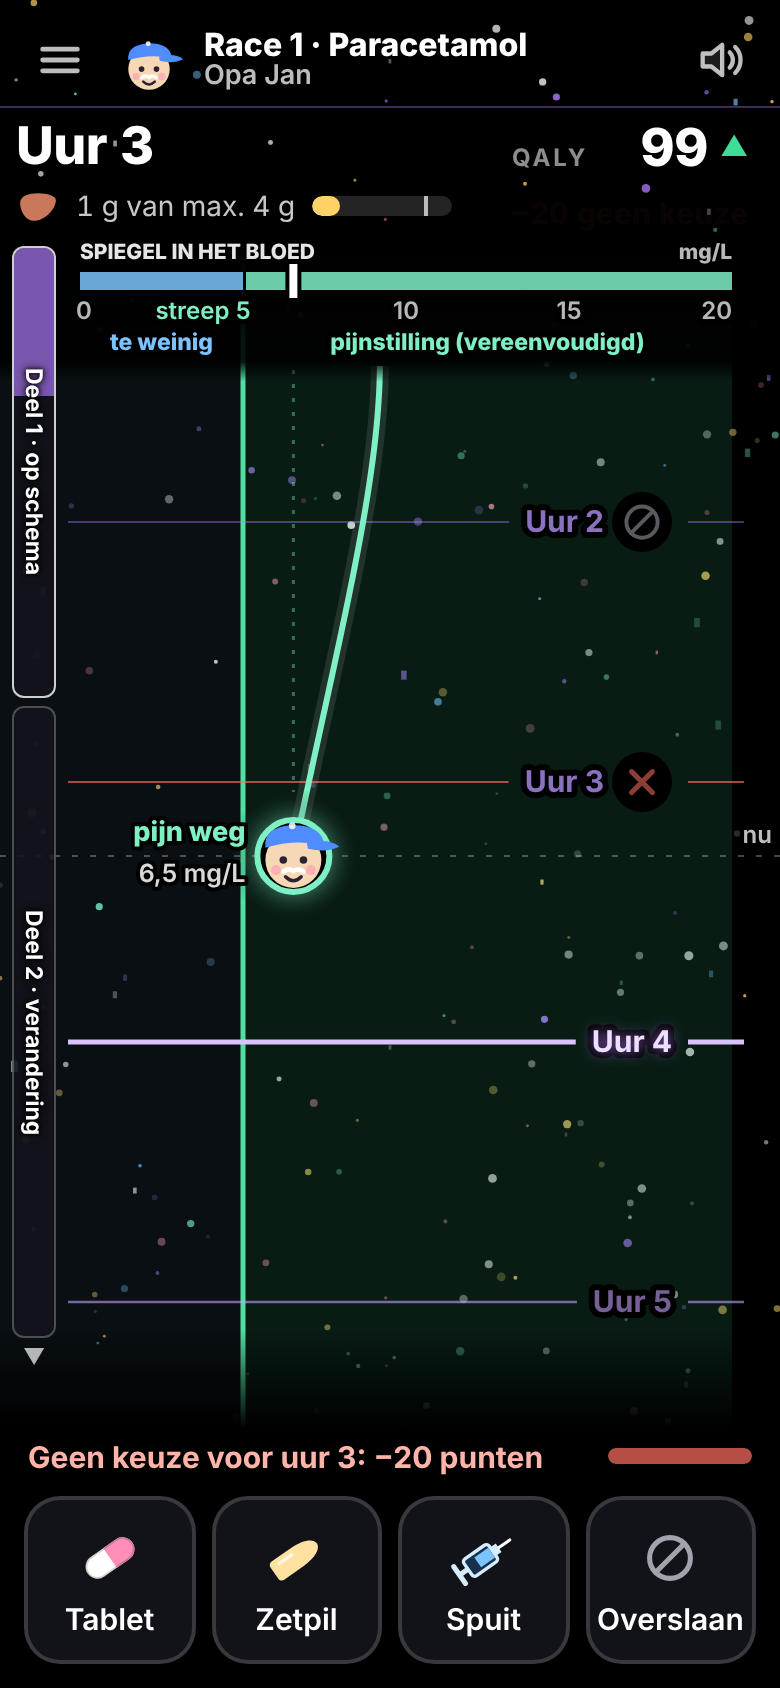 Race 1 · Paracetamol
Opa Jan
Uur 3
QALY 99
1 g van max. 4 g
−20 geen keuze
SPIEGEL IN HET BLOED mg/L
0 streep 5 10 15 20
te weinig pijnstilling (vereenvoudigd)
Deel 1 · op schema
Uur 2
Uur 3
pijn weg
nu
6,5 mg/L
Deel 2 · verandering
Uur 4
Uur 5
Geen keuze voor uur 3: −20 punten
Tablet Zetpil Spuit Overslaan